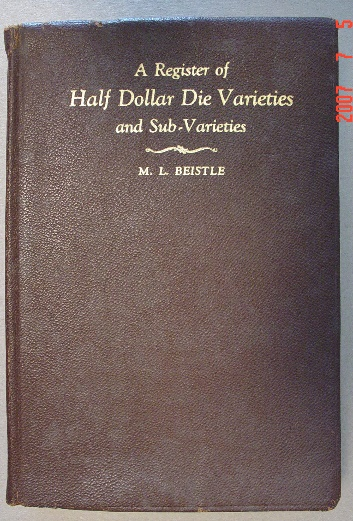 A Register of
Half Dollar Die Varieties
and Sub-Varieties
M. L. BEISTLE
2007 7 5